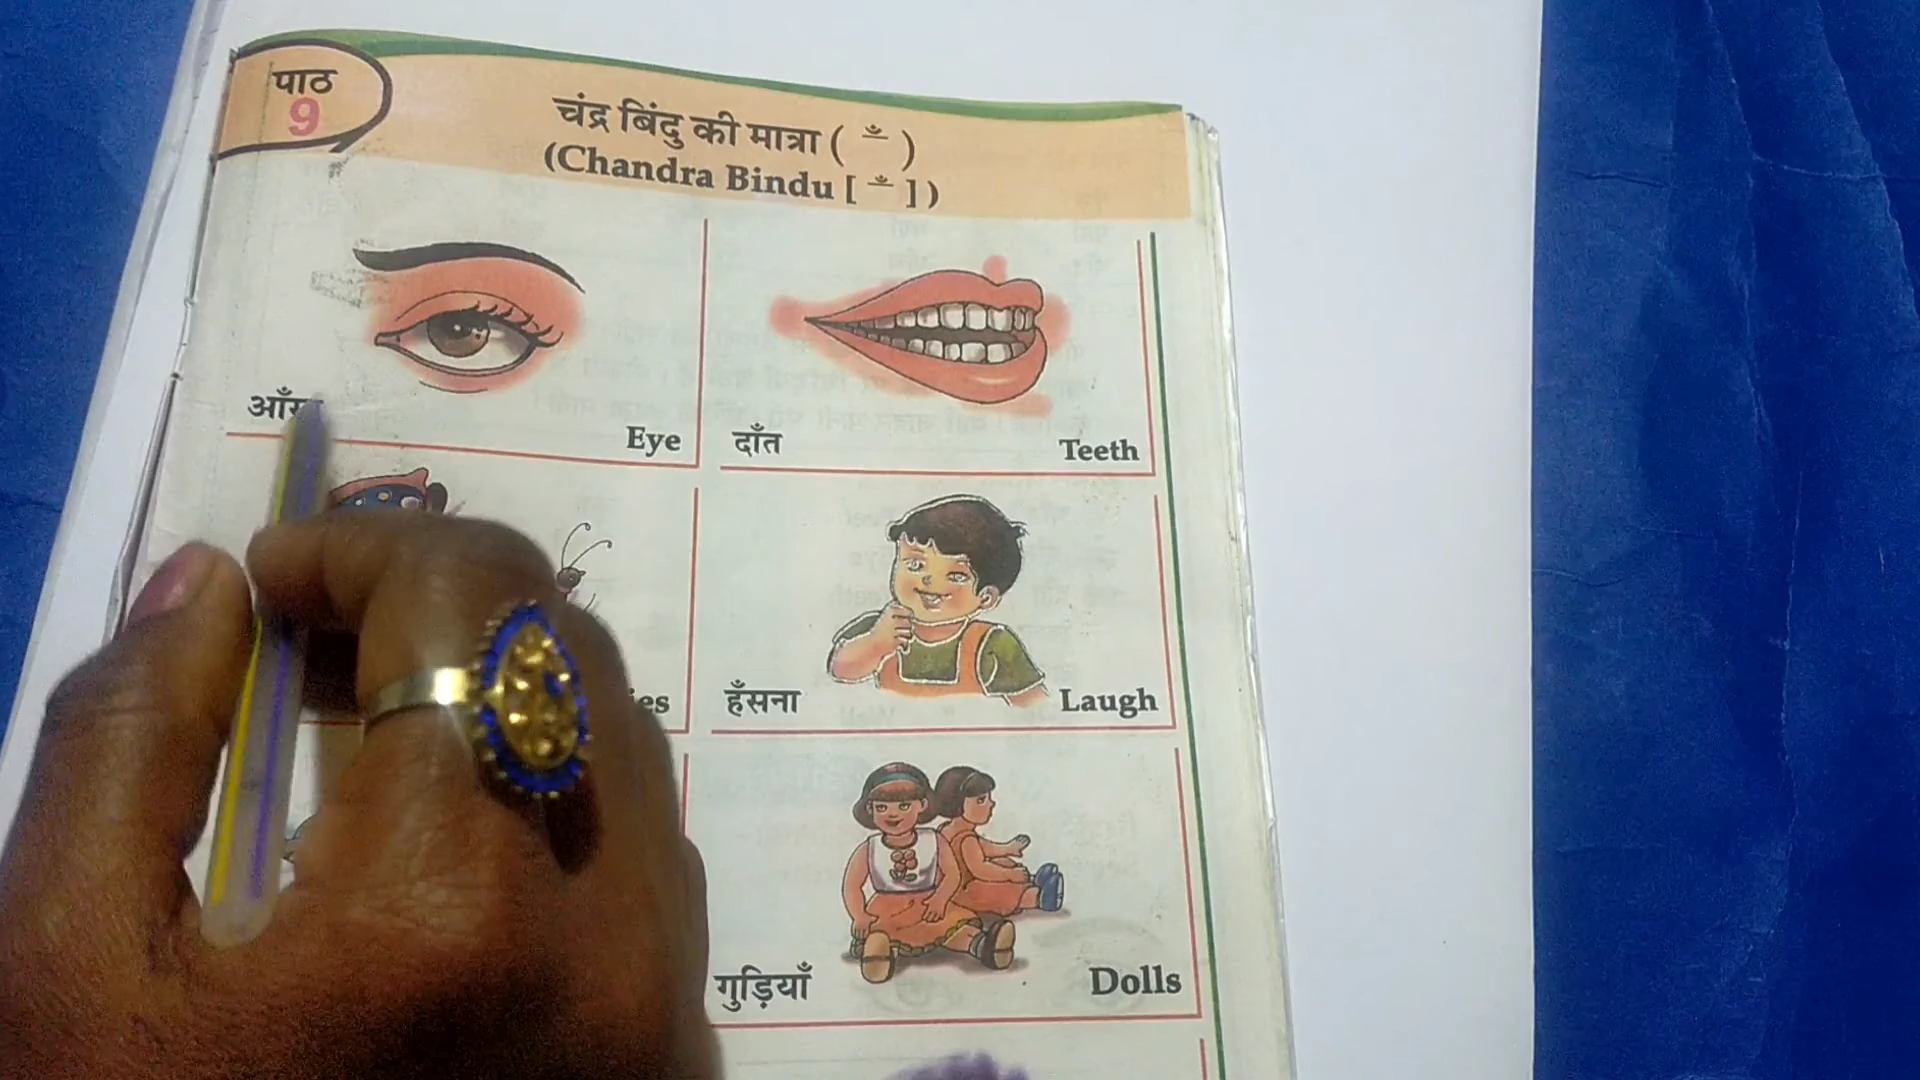 पाठ
9
चंद्र बिंदु की मात्रा ( ँ )
(Chandra Bindu [ ँ ])
Eye
दाँत
Teeth
हँसना
Laugh
गुड़ियाँ
Dolls